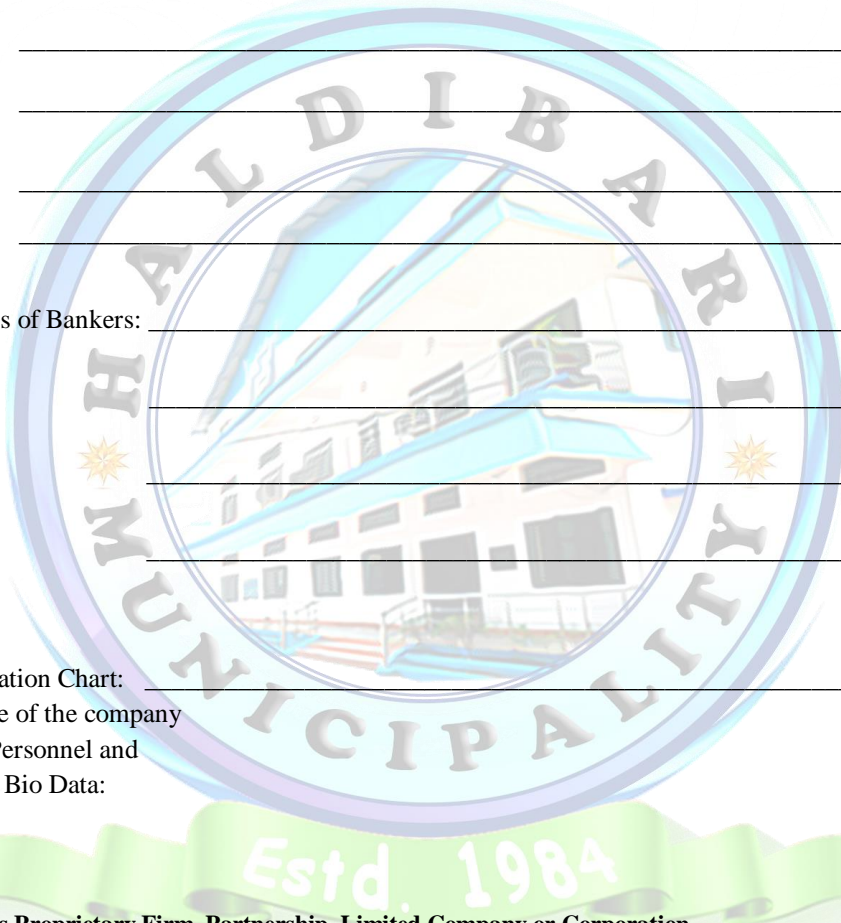 HALDIBARI
s of Bankers:
MUNICIPALITY
ation Chart:
e of the company
Personnel and
Bio Data:
Estd. 1984
s Proprietary Firm, Partnership, Limited Company or Corporation